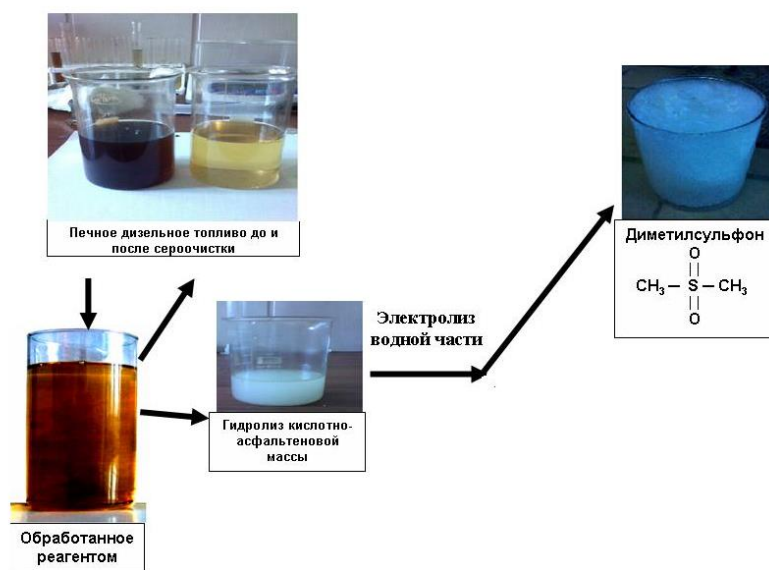 Печное дизельное топливо до и
после сероочистки
Диметилсульфон
O
||
CH₃ — S — CH₃
||
O
Электролиз
водной части
Гидролиз кислотно-
асфальтеновой
массы
Обработанное
реагентом